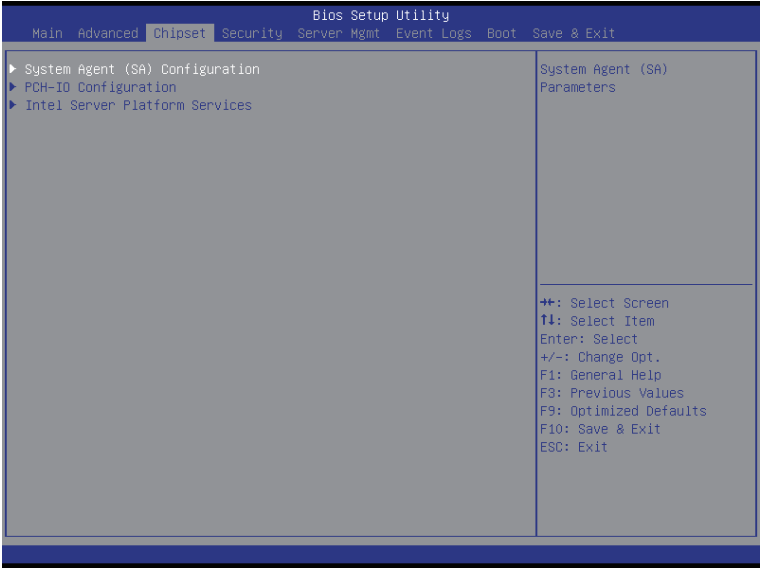 Bios Setup Utility
Main Advanced Chipset Security Server Mgmt Event Logs Boot Save & Exit
System Agent (SA) Configuration
PCH-IO Configuration
Intel Server Platform Services
System Agent (SA)
Parameters
→←: Select Screen
↑↓: Select Item
Enter: Select
+/-: Change Opt.
F1: General Help
F3: Previous Values
F9: Optimized Defaults
F10: Save & Exit
ESC: Exit